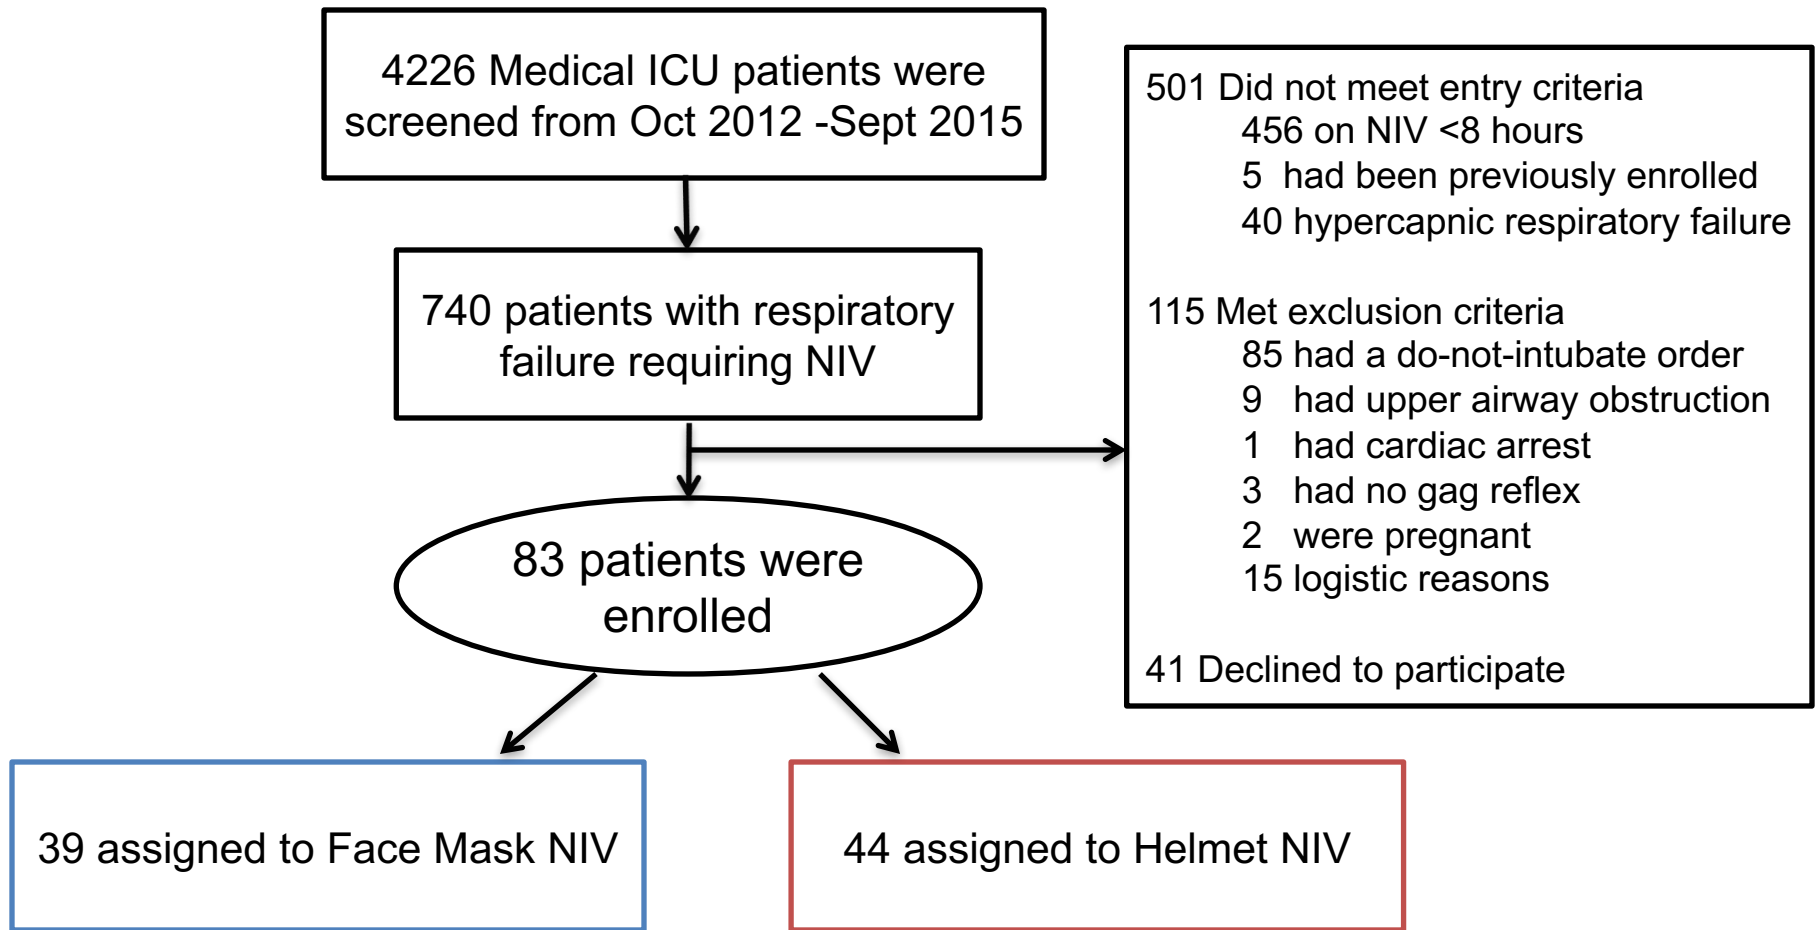 4226 Medical ICU patients were
screened from Oct 2012 -Sept 2015
740 patients with respiratory
failure requiring NIV
501 Did not meet entry criteria
456 on NIV <8 hours
5 had been previously enrolled
40 hypercapnic respiratory failure
115 Met exclusion criteria
85 had a do-not-intubate order
9 had upper airway obstruction
1 had cardiac arrest
3 had no gag reflex
2 were pregnant
15 logistic reasons
41 Declined to participate
83 patients were
enrolled
39 assigned to Face Mask NIV
44 assigned to Helmet NIV